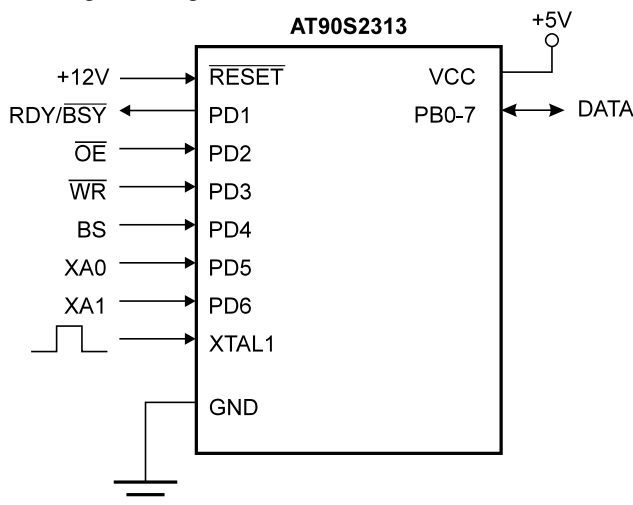 AT90S2313
+5V
+12V RESET VCC
RDY/BSY PD1 PB0-7 DATA
OE PD2
WR PD3
BS PD4
XA0 PD5
XA1 PD6
XTAL1
GND